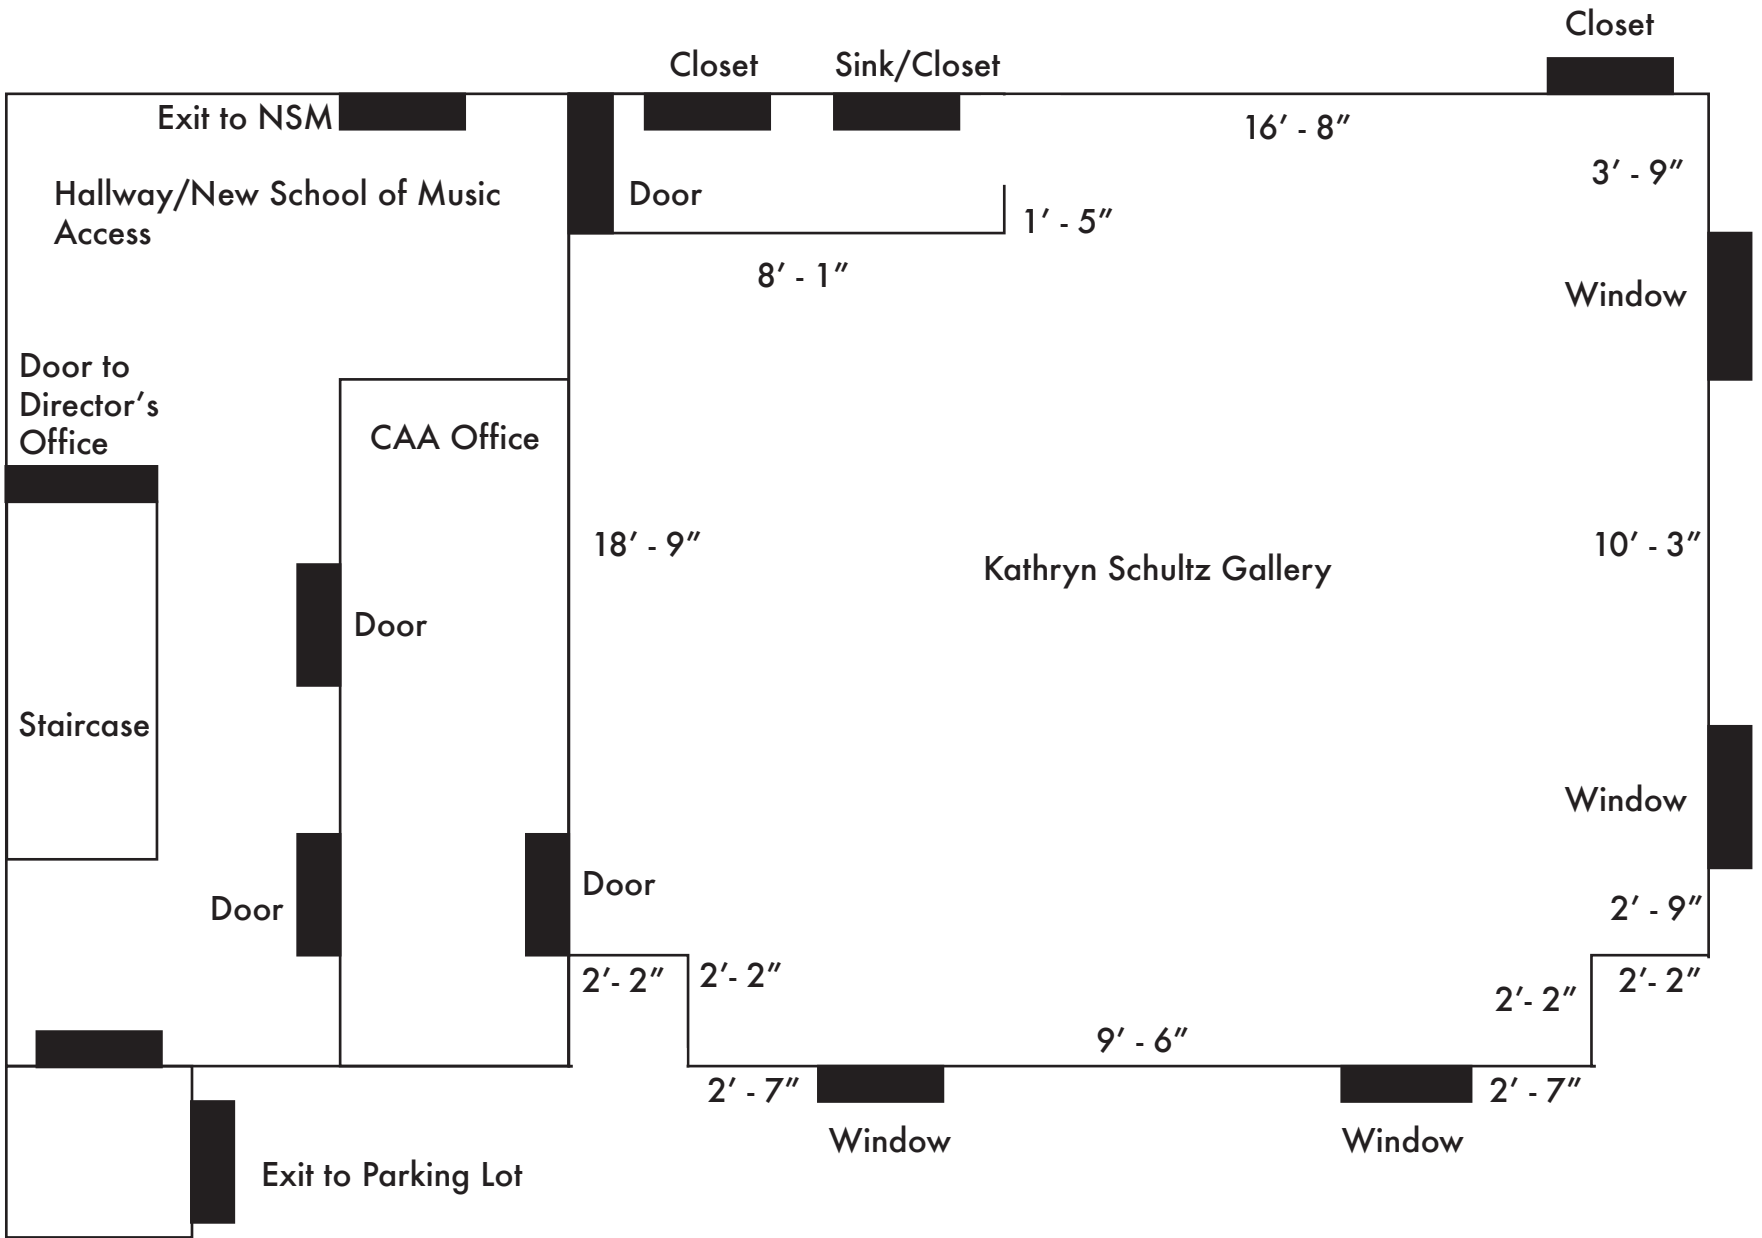 Closet
Closet
Sink/Closet
Exit to NSM
16’ - 8”
3’ - 9”
Hallway/New School of Music
Access
Door
1’ - 5”
8’ - 1”
Window
Door to
Director’s
Office
CAA Office
18’ - 9”
10’ - 3”
Kathryn Schultz Gallery
Door
Staircase
Window
Door
Door
2’ - 9”
2’- 2”
2’- 2”
2’- 2”
2’- 2”
9’ - 6”
2’ - 7”
2’ - 7”
Window
Window
Exit to Parking Lot